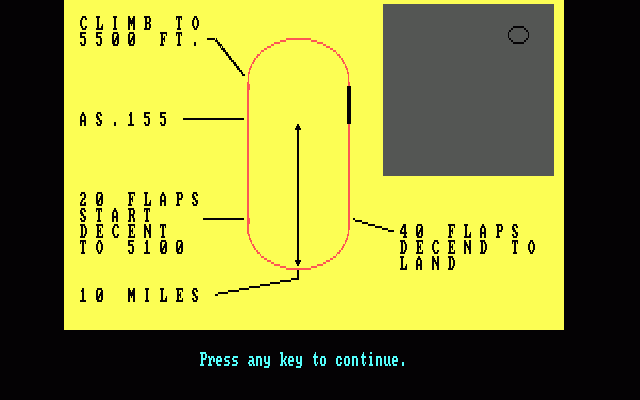 CLIMB TO
5500 FT.
AS.155
20 FLAPS
START
DECENT
TO 5100
40 FLAPS
DECEND TO
LAND
10 MILES
Press any key to continue.